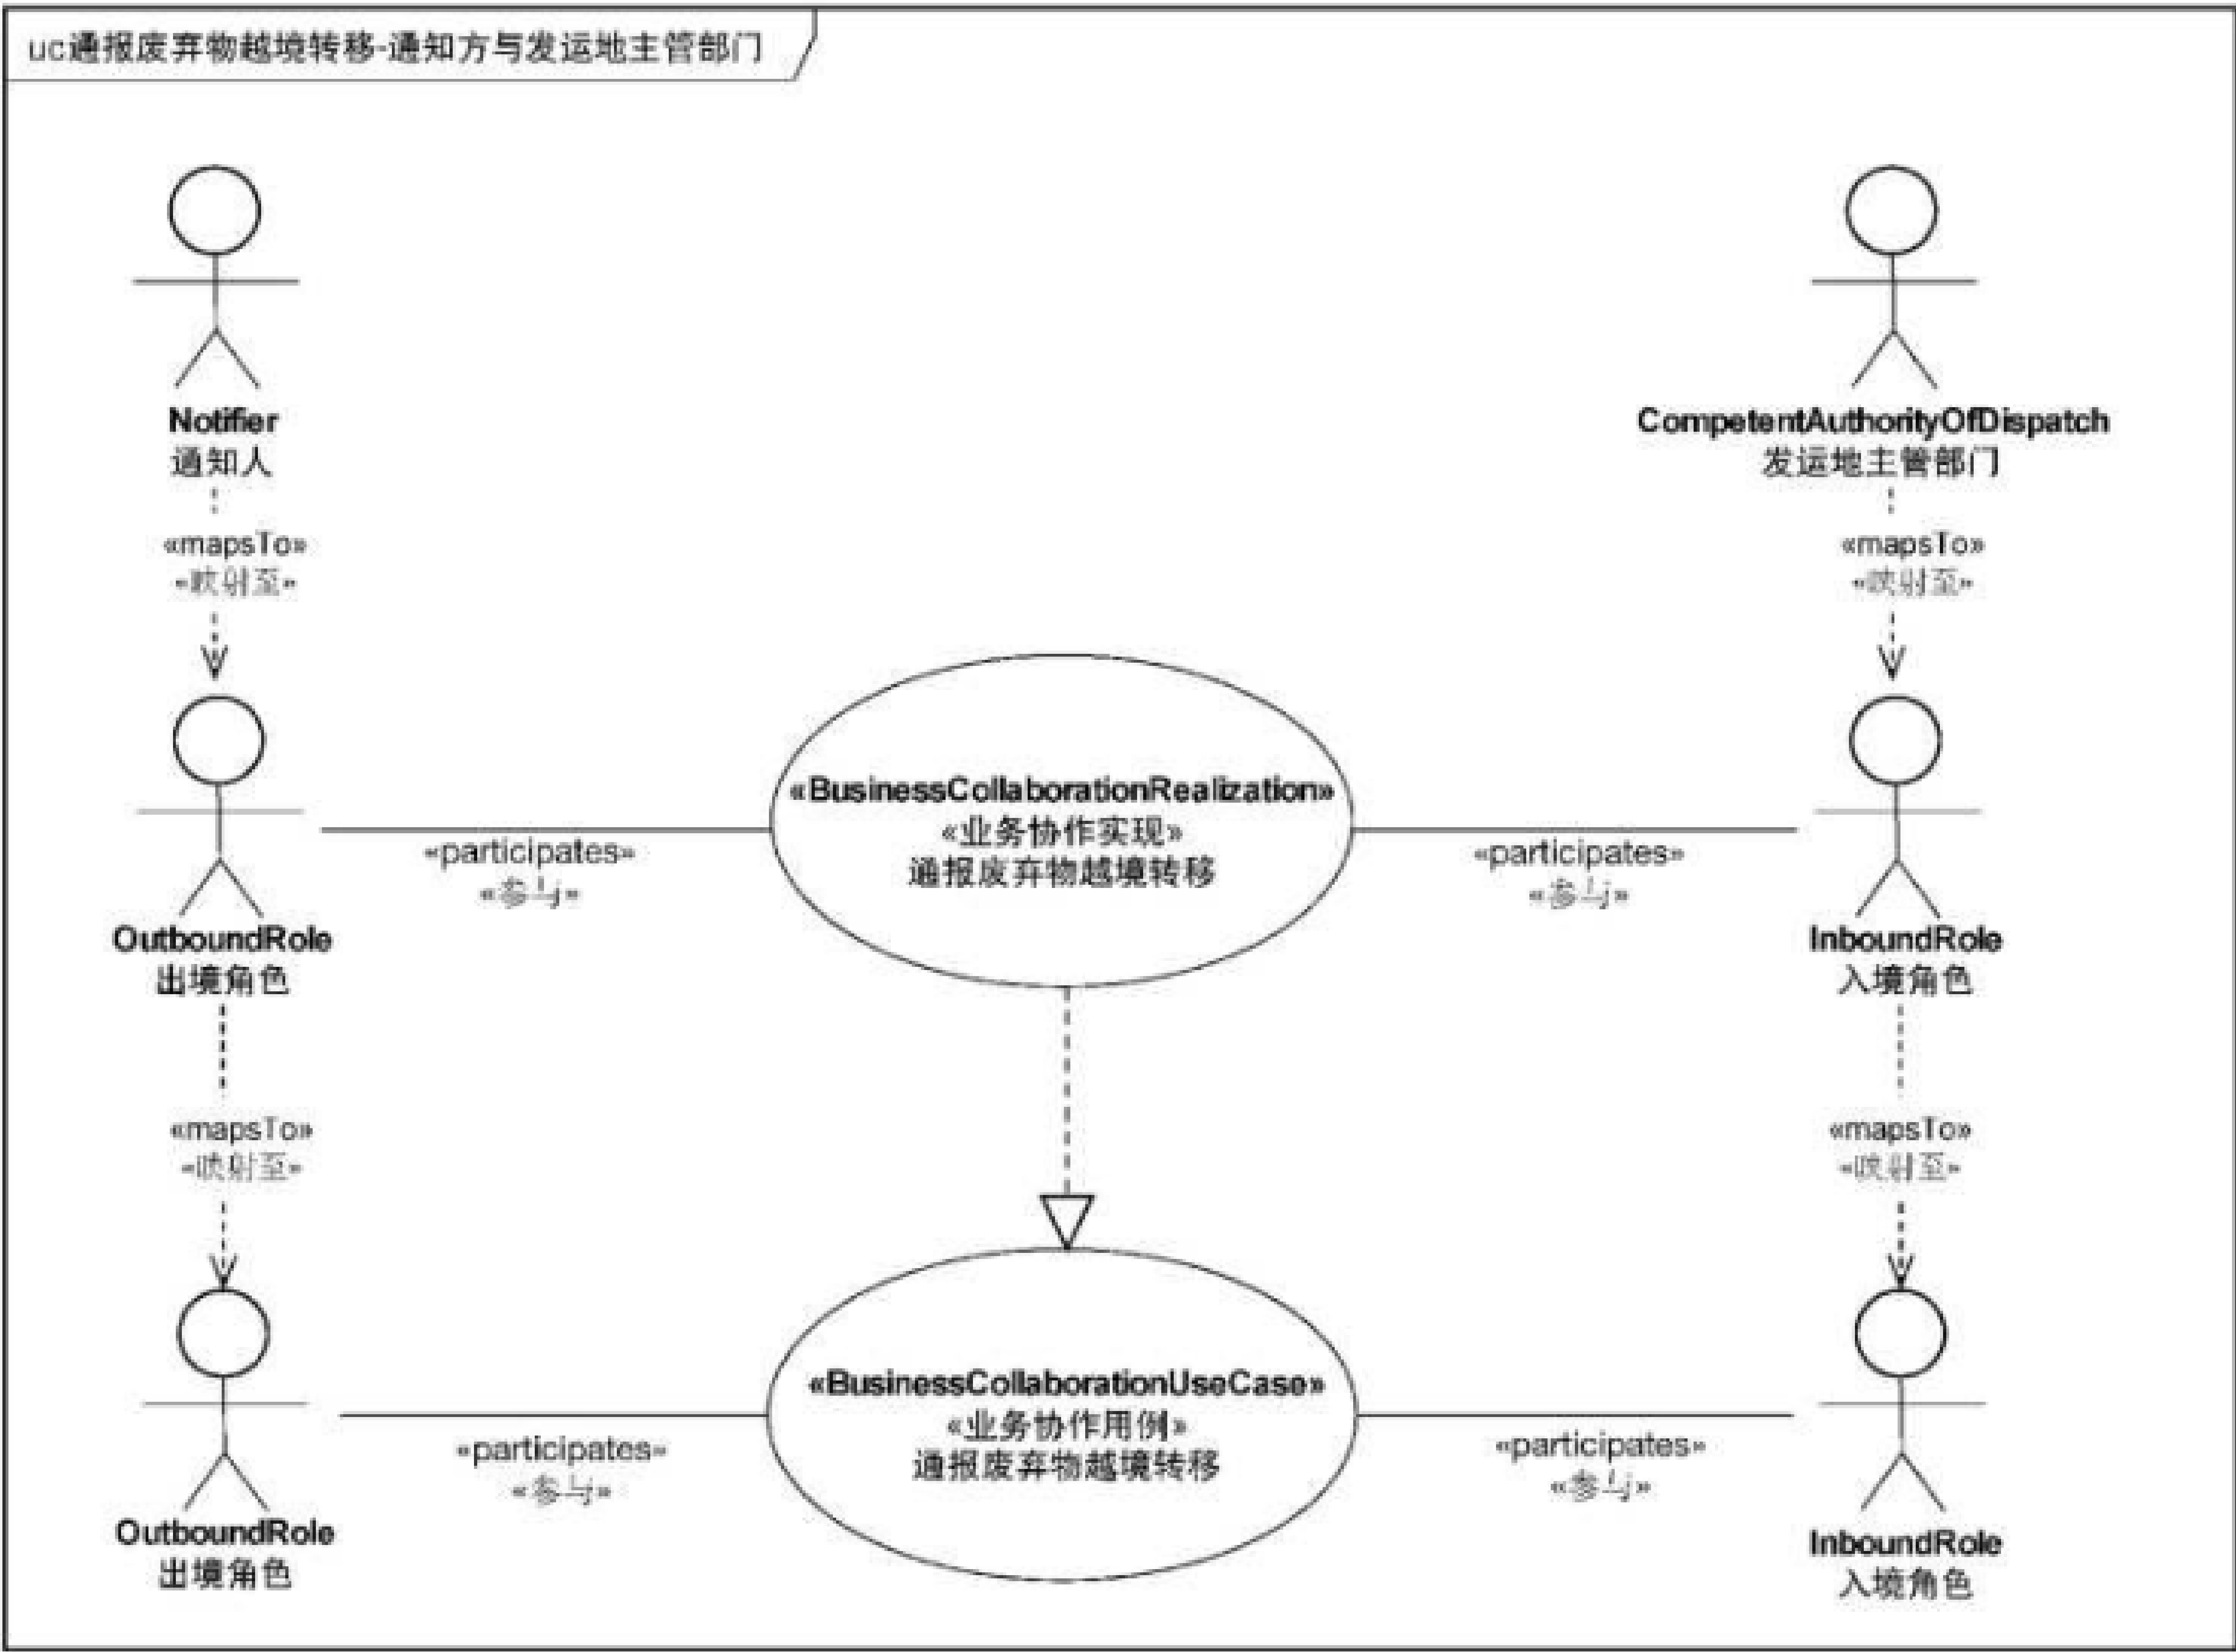 uc通报废弃物越境转移-通知方与发运地主管部门
Notifier
通知人
CompetentAuthorityOfDispatch
发运地主管部门
«mapsTo»
«映射至»
«mapsTo»
«映射至»
«BusinessCollaborationRealization»
«业务协作实现»
通报废弃物越境转移
«participates»
«参与»
«participates»
«参与»
OutboundRole
出境角色
InboundRole
入境角色
«mapsTo»
«映射至»
«mapsTo»
«映射至»
«BusinessCollaborationUseCase»
«业务协作用例»
通报废弃物越境转移
«participates»
«参与»
«participates»
«参与»
OutboundRole
出境角色
InboundRole
入境角色